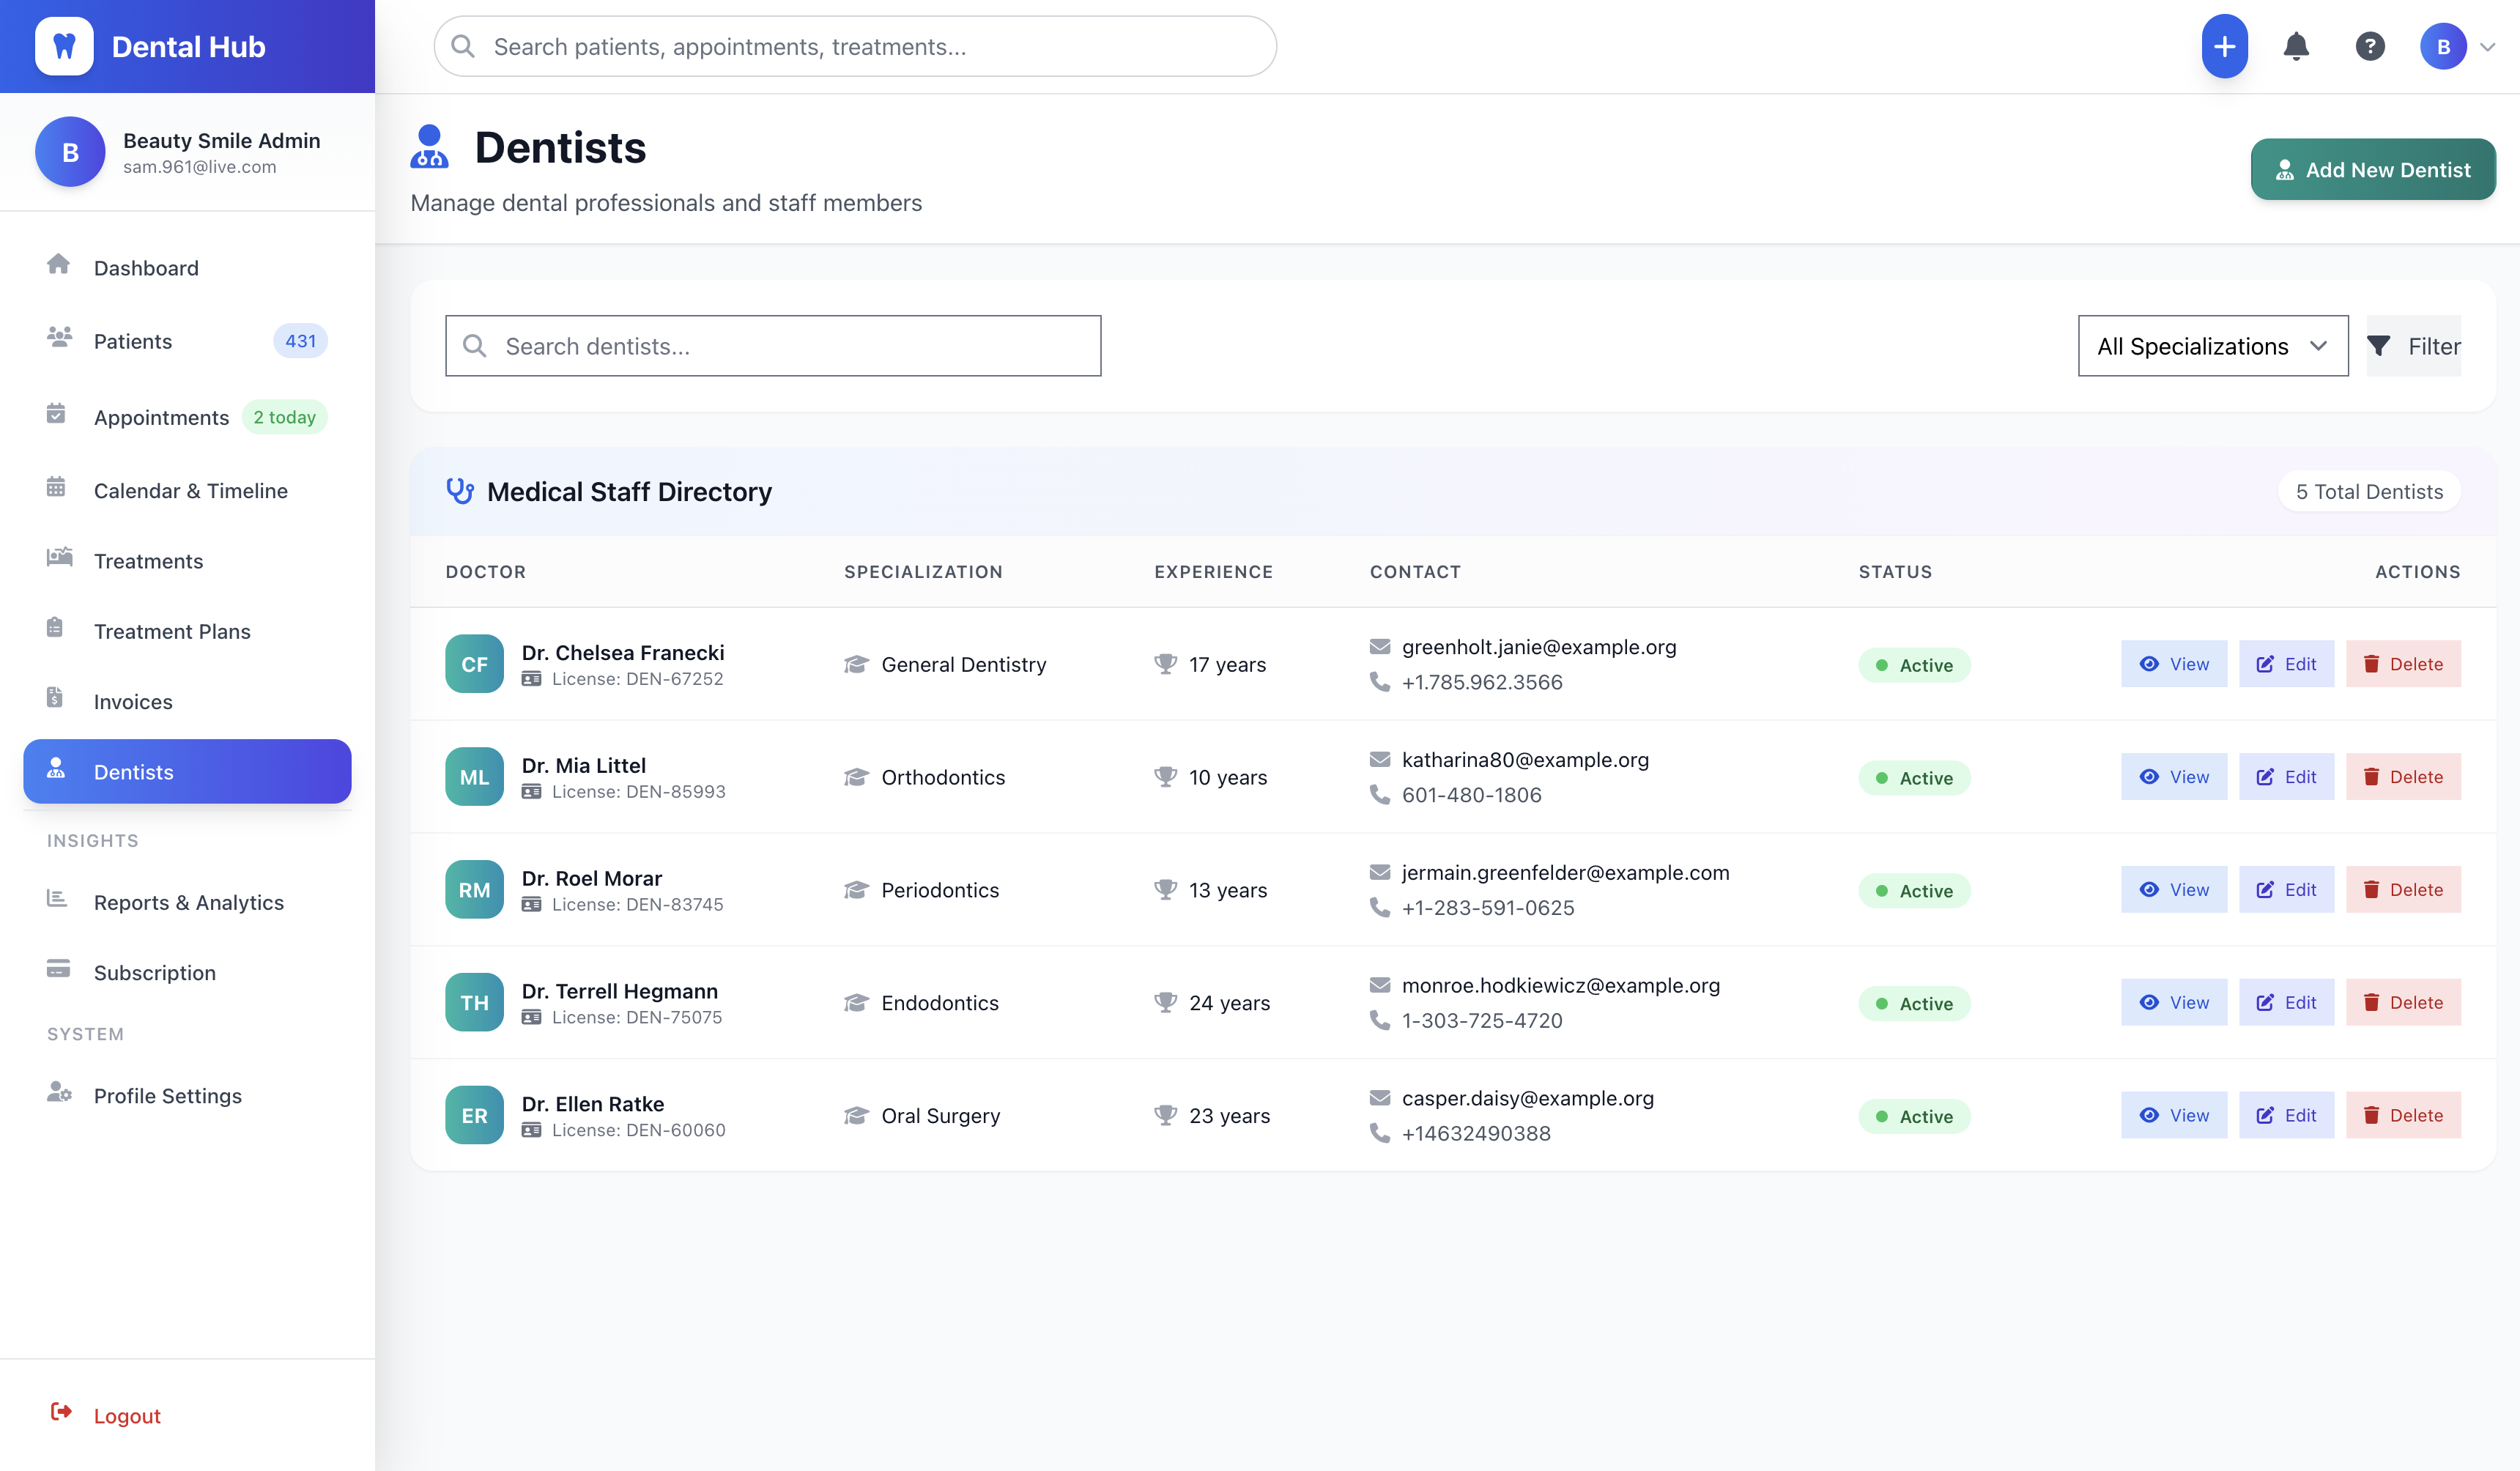 Dental Hub
Search patients, appointments, treatments...
B
B
Beauty Smile Admin
sam.961@live.com
Dashboard
Patients
431
Appointments
2 today
Calendar & Timeline
Treatments
Treatment Plans
Invoices
Dentists
INSIGHTS
Reports & Analytics
Subscription
SYSTEM
Profile Settings
Logout
Dentists
Manage dental professionals and staff members
Add New Dentist
Search dentists...
All Specializations
Filter
Medical Staff Directory
5 Total Dentists
DOCTOR SPECIALIZATION EXPERIENCE CONTACT STATUS ACTIONS
CF
Dr. Chelsea Franecki
License: DEN-67252
General Dentistry
17 years
greenholt.janie@example.org
+1.785.962.3566
Active
View Edit Delete
ML
Dr. Mia Littel
License: DEN-85993
Orthodontics
10 years
katharina80@example.org
601-480-1806
Active
View Edit Delete
RM
Dr. Roel Morar
License: DEN-83745
Periodontics
13 years
jermain.greenfelder@example.com
+1-283-591-0625
Active
View Edit Delete
TH
Dr. Terrell Hegmann
License: DEN-75075
Endodontics
24 years
monroe.hodkiewicz@example.org
1-303-725-4720
Active
View Edit Delete
ER
Dr. Ellen Ratke
License: DEN-60060
Oral Surgery
23 years
casper.daisy@example.org
+14632490388
Active
View Edit Delete